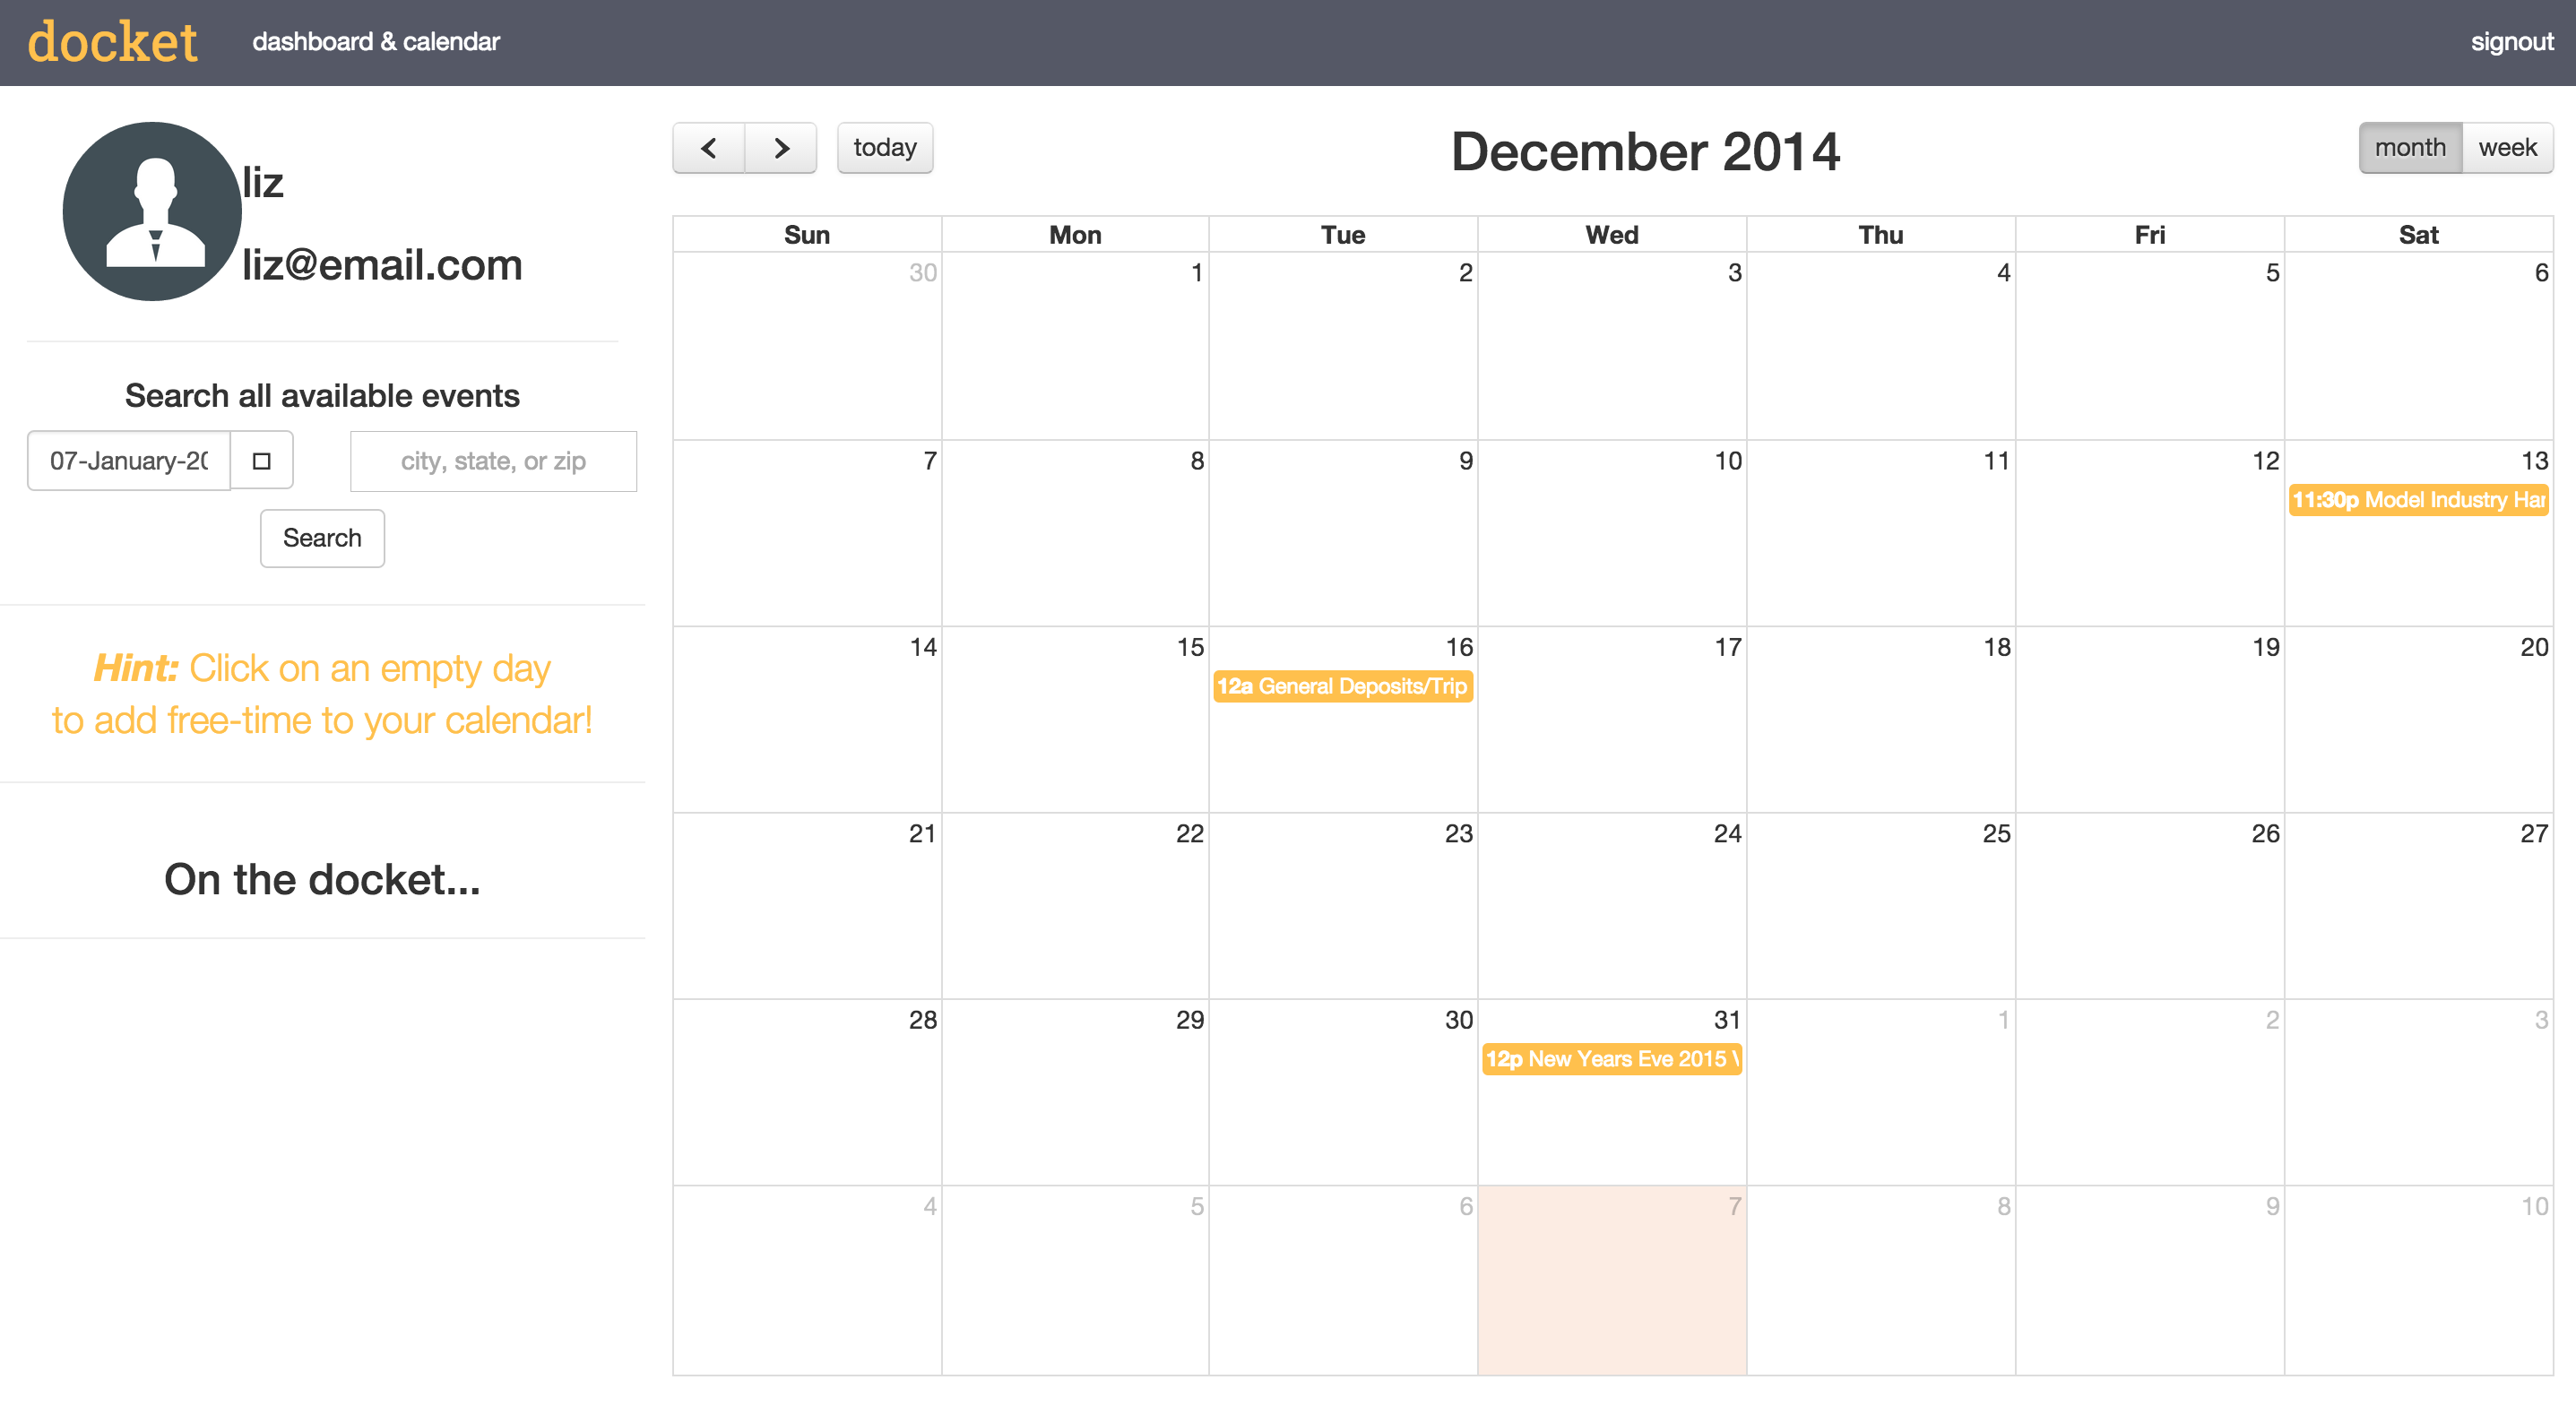 docket dashboard & calendar signout
liz
liz@email.com
Search all available events
07-January-20 city, state, or zip
Search
Hint: Click on an empty day
to add free-time to your calendar!
On the docket...
today December 2014 month week
Sun Mon Tue Wed Thu Fri Sat
30 1 2 3 4 5 6
7 8 9 10 11 12 13
11:30p Model Industry
14 15 16 17 18 19 20
12a General Deposits/Trip
21 22 23 24 25 26 27
28 29 30 31 1 2 3
12p New Years Eve 2015
4 5 6 7 8 9 10